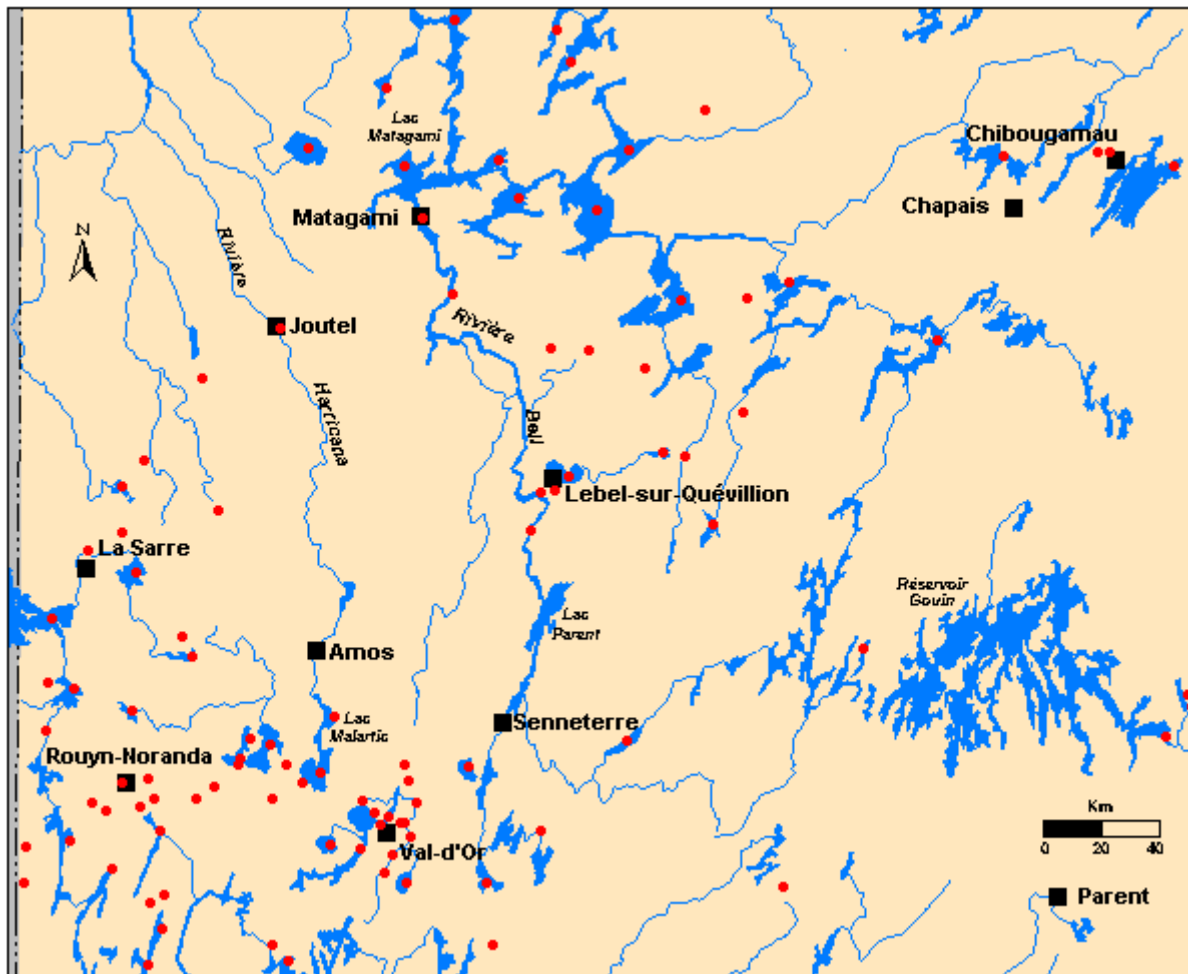 Lac
Matagami
Chibougamau
Chapais
Matagami
N
Rivière
Joutel
Rivière
Harricana
Bell
Lebel-sur-Quévillion
La Sarre
Réservoir
Gouin
Lac
Parent
Amos
Lac
Malartic
Senneterre
Rouyn-Noranda
Km
0 20 40
Val-d'Or
Parent